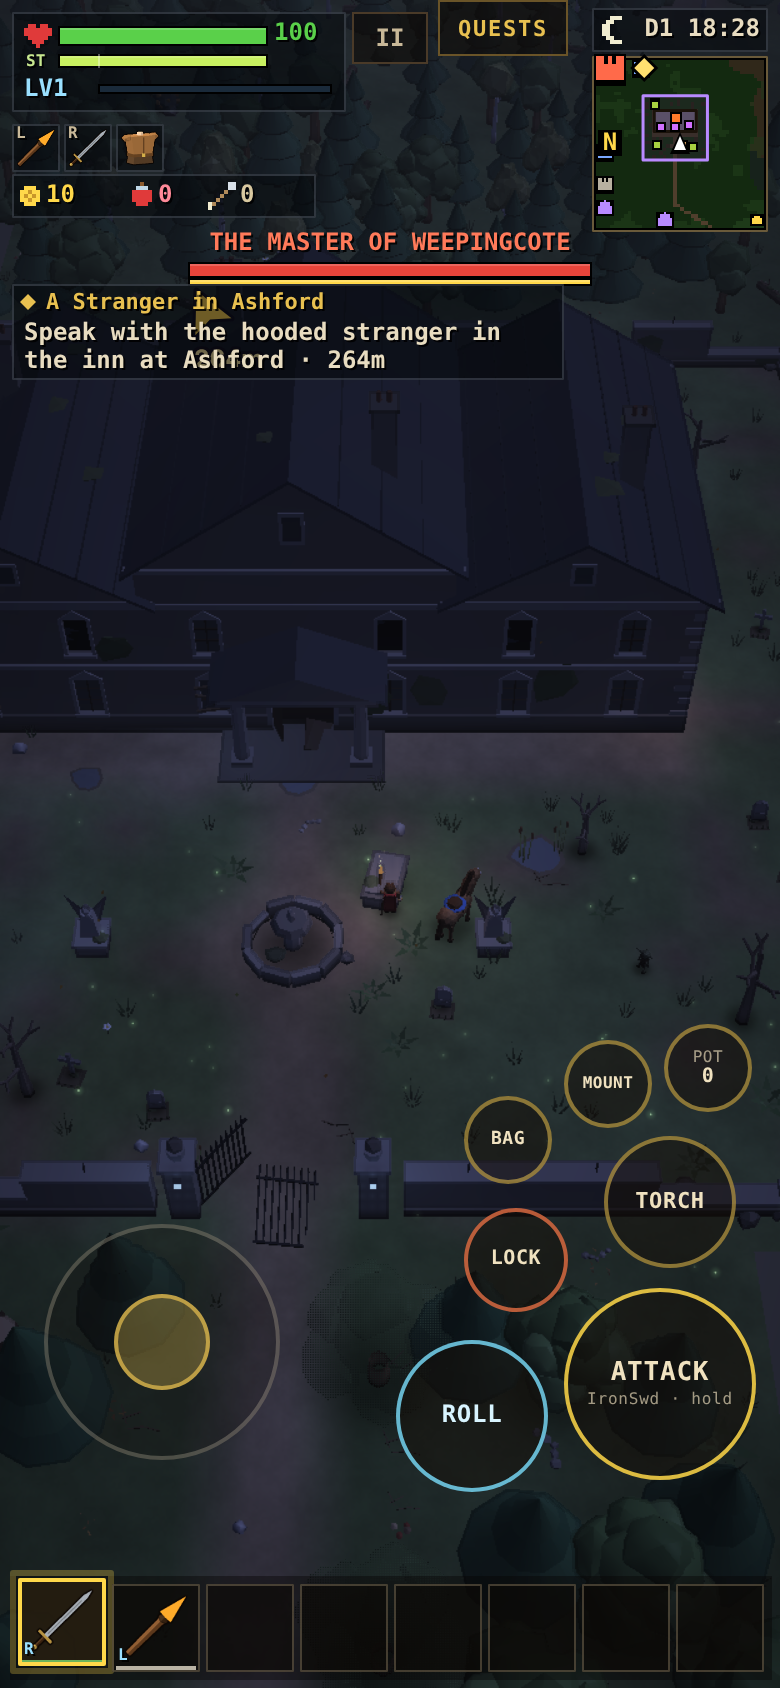 100
ST
LV1
II
QUESTS
D1 18:28
L
R
N
10
0
0
THE MASTER OF WEEPINGCOTE
A Stranger in Ashford
Speak with the hooded stranger in
the inn at Ashford · 264m
POT
0
MOUNT
BAG
TORCH
LOCK
ATTACK
IronSwd · hold
ROLL
R
L